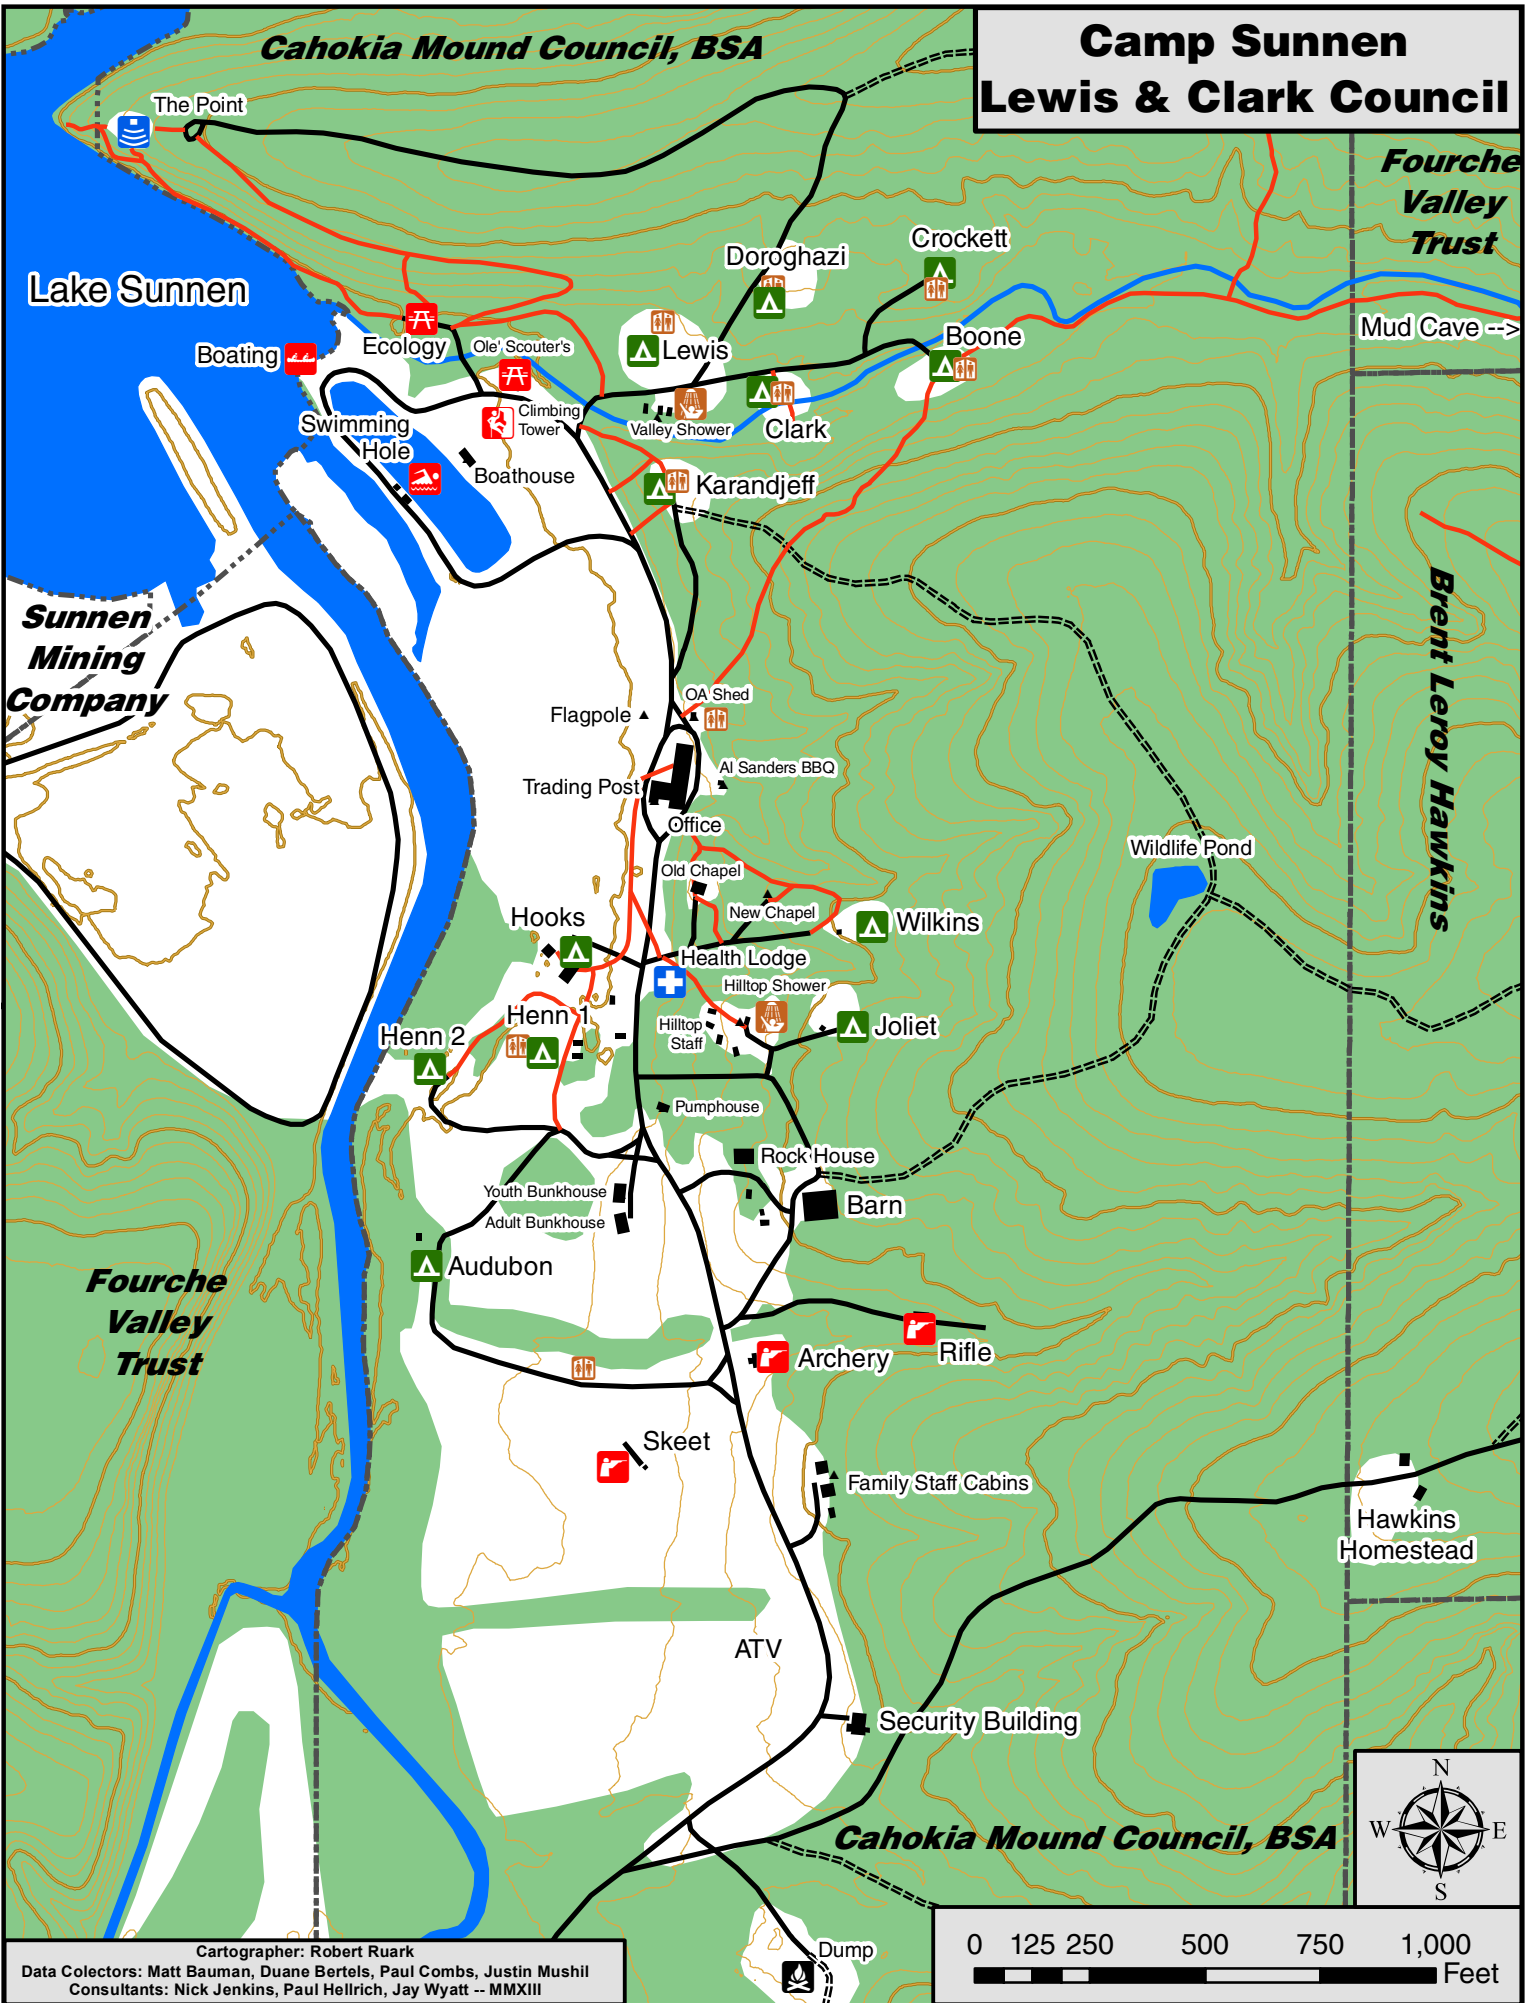 Cahokia Mound Council, BSA
Camp Sunnen
Lewis & Clark Council
The Point
Fourche
Valley
Trust
Crockett
Doroghazi
Lake Sunnen
Mud Cave -->
Boating
Ecology
Ole' Scouter's
Lewis
Boone
Swimming
Hole
Climbing
Tower
Valley Shower
Clark
Boathouse
Karandjeff
Sunnen
Mining
Company
Brent Leroy Hawkins
OA Shed
Flagpole
Al Sanders BBQ
Trading Post
Office
Wildlife Pond
Old Chapel
New Chapel
Hooks
Wilkins
Health Lodge
Hilltop Shower
Henn 1
Henn 2
Hilltop
Staff
Joliet
Pumphouse
Rock House
Youth Bunkhouse
Adult Bunkhouse
Barn
Audubon
Fourche
Valley
Trust
Archery
Rifle
Skeet
Family Staff Cabins
Hawkins
Homestead
ATV
Security Building
Cahokia Mound Council, BSA
N
W
E
S
Dump
0 125 250 500 750 1,000
Feet
Cartographer: Robert Ruark
Data Colectors: Matt Bauman, Duane Bertels, Paul Combs, Justin Mushil
Consultants: Nick Jenkins, Paul Hellrich, Jay Wyatt -- MMXIII